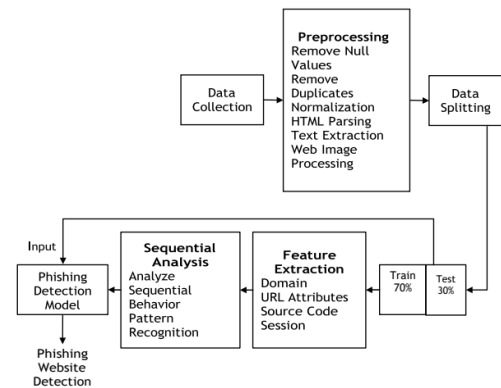 Preprocessing
Remove Null
Values
Remove
Duplicates
Normalization
HTML Parsing
Text Extraction
Web Image
Processing
Data
Collection
Data
Splitting
Input
Phishing
Detection
Model
Sequential
Analysis
Analyze
Sequential
Behavior
Pattern
Recognition
Feature
Extraction
Domain
URL Attributes
Source Code
Session
Train
70%
Test
30%
Phishing
Website
Detection